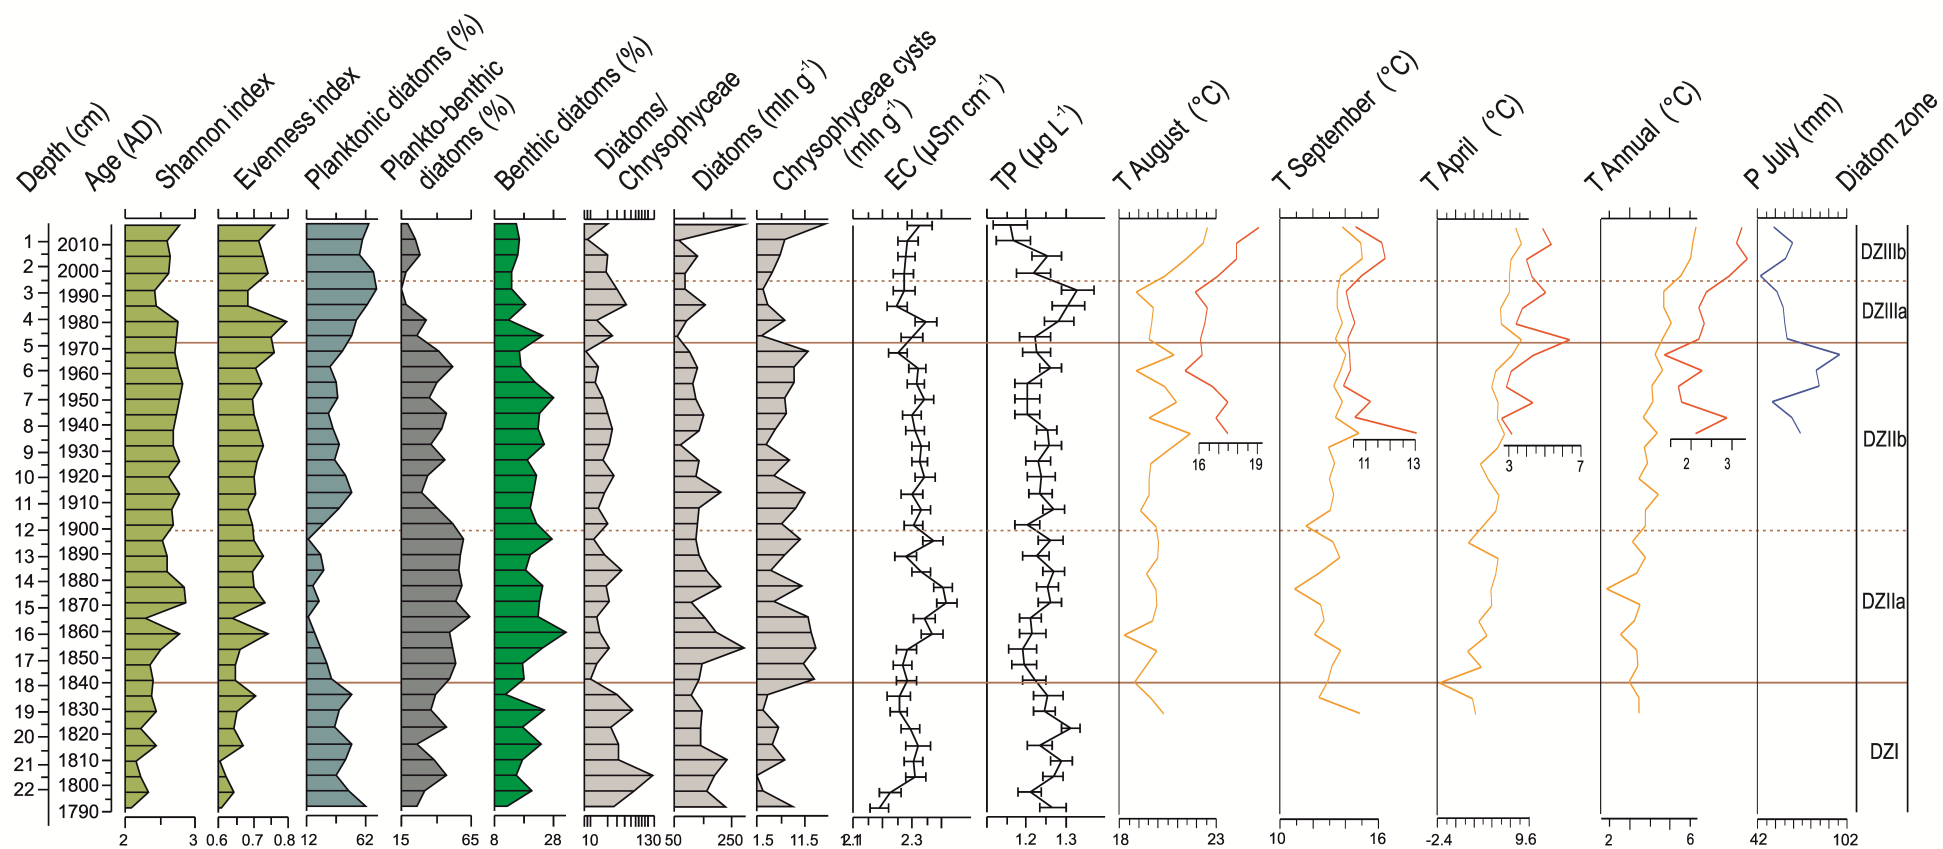 Depth (cm)
Age (AD)
Shannon index
Evenness index
Planktonic diatoms (%)
Plankto-benthic
diatoms (%)
Benthic diatoms (%)
Diatoms/
Chrysophyceae
Diatoms (mln g⁻¹)
Chrysophyceae cysts
(mln g⁻¹)
EC (µSm cm⁻¹)
TP (µg L⁻¹)
T August (°C)
T September (°C)
T April (°C)
T Annual (°C)
P July (mm)
Diatom zone
1
2
3
4
5
6
7
8
9
10
11
12
13
14
15
16
17
18
19
20
21
22
2010
2000
1990
1980
1970
1960
1950
1940
1930
1920
1910
1900
1890
1880
1870
1860
1850
1840
1830
1820
1810
1800
1790
DZIIIb
DZIIIa
DZIIb
DZIIa
DZI
16 19
11 13
3 7
2 3
2 3
0.6 0.7 0.8
12 62
15 65
8 28
10 130
50 250
1.5 11.5
2.3
1.2 1.3
18 23
10 16
-2.4 9.6
2 6
42 102